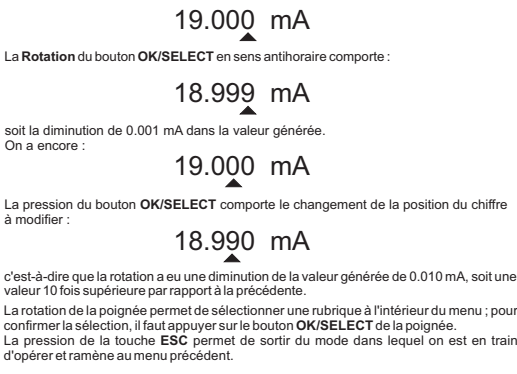 19.000 mA
La Rotation du bouton OK/SELECT en sens antihoraire comporte :
18.999 mA
soit la diminution de 0.001 mA dans la valeur générée.
On a encore :
19.000 mA
La pression du bouton OK/SELECT comporte le changement de la position du chiffre
à modifier :
18.990 mA
c'est-à-dire que la rotation a eu une diminution de la valeur générée de 0.010 mA, soit une
valeur 10 fois supérieure par rapport à la précédente.
La rotation de la poignée permet de sélectionner une rubrique à l'intérieur du menu ; pour
confirmer la sélection, il faut appuyer sur le bouton OK/SELECT de la poignée.
La pression de la touche ESC permet de sortir du mode dans lequel on est en train
d'opérer et ramène au menu précédent.